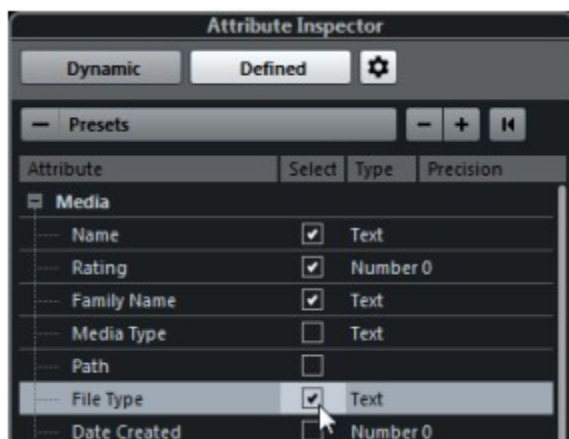 Attribute Inspector
Dynamic Defined
Presets
Attribute Select Type Precision
Media
Name Text
Rating Number 0
Family Name Text
Media Type Text
Path
File Type Text
Date Created Number 0